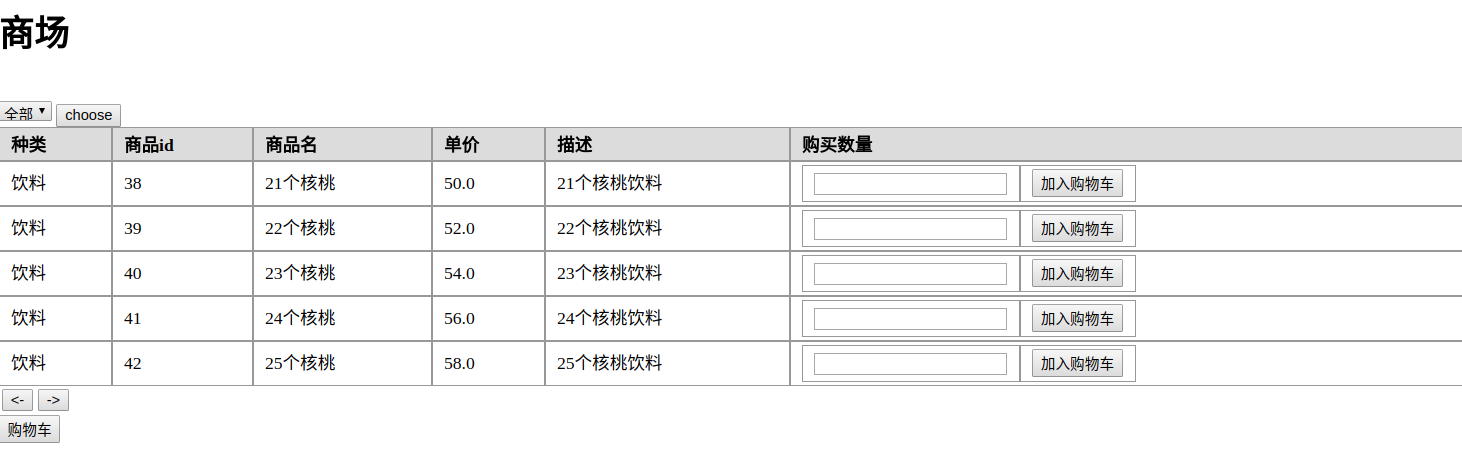 商场
全部 ▼ choose
种类 商品id 商品名 单价 描述 购买数量
饮料 38 21个核桃 50.0 21个核桃饮料 加入购物车
饮料 39 22个核桃 52.0 22个核桃饮料 加入购物车
饮料 40 23个核桃 54.0 23个核桃饮料 加入购物车
饮料 41 24个核桃 56.0 24个核桃饮料 加入购物车
饮料 42 25个核桃 58.0 25个核桃饮料 加入购物车
<- ->
购物车